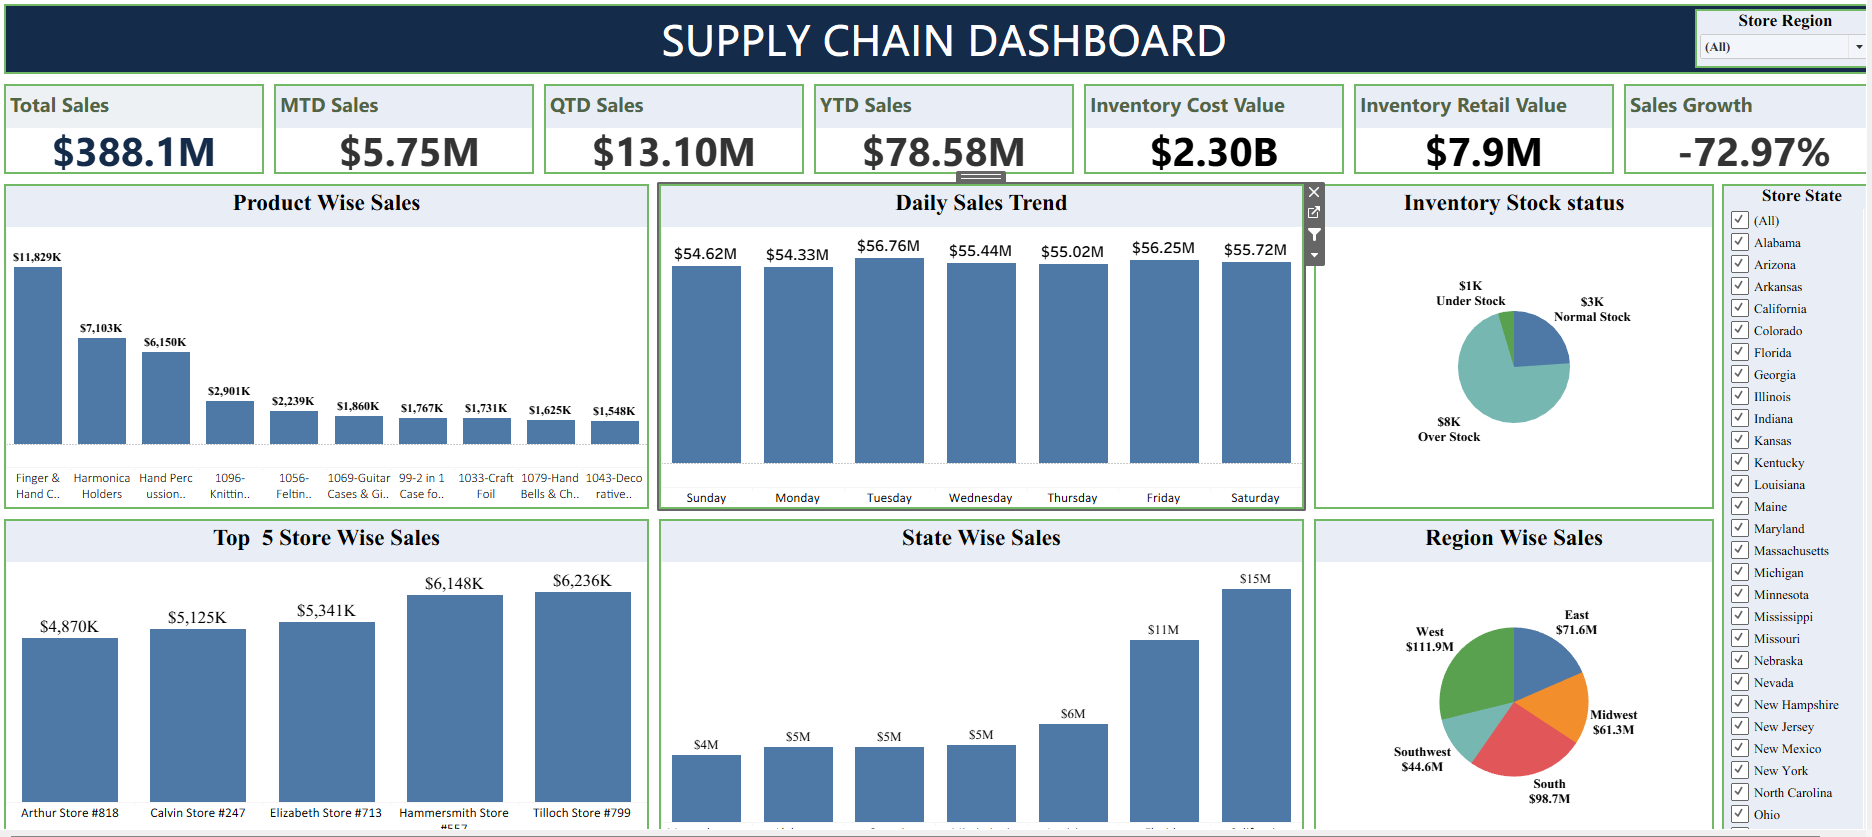 SUPPLY CHAIN DASHBOARD
Store Region
(All)
Total Sales
$388.1M
MTD Sales
$5.75M
QTD Sales
$13.10M
YTD Sales
$78.58M
Inventory Cost Value
$2.30B
Inventory Retail Value
$7.9M
Sales Growth
-72.97%
Product Wise Sales
$11,829K
$7,103K
$6,150K
$2,901K
$2,239K
$1,860K
$1,767K
$1,731K
$1,625K
$1,548K
Finger &
Hand C..
Harmonica
Holders
Hand Perc
ussion..
1096-
Knittin..
1056-
Feltin..
1069-Guitar
Cases & Gi..
99-2 in 1
Case fo..
1033-Craft
Foil
1079-Hand
Bells & Ch..
1043-Deco
rative..
Daily Sales Trend
$54.62M
$54.33M
$56.76M
$55.44M
$55.02M
$56.25M
$55.72M
Sunday
Monday
Tuesday
Wednesday
Thursday
Friday
Saturday
Inventory Stock status
$1K
Under Stock
$3K
Normal Stock
$8K
Over Stock
Store State
(All)
Alabama
Arizona
Arkansas
California
Colorado
Florida
Georgia
Illinois
Indiana
Kansas
Kentucky
Louisiana
Maine
Maryland
Massachusetts
Michigan
Minnesota
Mississippi
Missouri
Nebraska
Nevada
New Hampshire
New Jersey
New Mexico
New York
North Carolina
Ohio
Top 5 Store Wise Sales
$4,870K
$5,125K
$5,341K
$6,148K
$6,236K
Arthur Store #818
Calvin Store #247
Elizabeth Store #713
Hammersmith Store
#557
Tilloch Store #799
State Wise Sales
$4M
$5M
$5M
$5M
$6M
$11M
$15M
Region Wise Sales
East
$71.6M
Midwest
$61.3M
South
$98.7M
Southwest
$44.6M
West
$111.9M